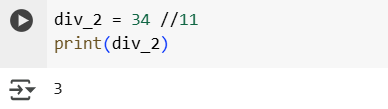 div_2 = 34 //11
print(div_2)
3